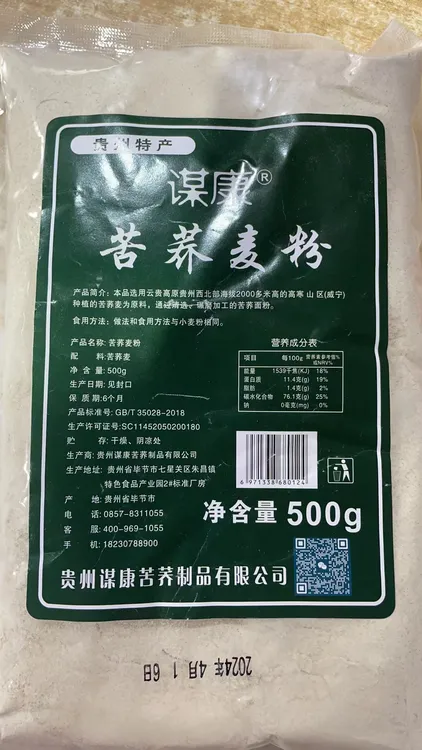 贵州特产
谋康®
苦荞麦粉
产品简介：本品选用云贵高原贵州西北部海拔2000多米高的高寒山区(威宁)
种植的苦荞麦为原料，通过清选、碾磨加工的苦荞面粉。
食用方法：做法和食用方法与小麦粉相同。
产品名称：苦荞麦粉
配 料：苦荞麦
净 含 量：500g
生产日期：见封口
保 质 期：6个月
产品标准号：GB/T 35028-2018
生产许可证号：SC11452050200180
贮 存：干燥、阴凉处
生产商：贵州谋康苦荞制品有限公司
生产地址：贵州省毕节市七星关区朱昌镇
特色食品产业园2#标准厂房
产 地：贵州省毕节市
电 话：0857-8311055
客 服：400-969-1055
手 机：18230788900
营养成分表
项目 每100g 营养素参考值%或NRV%
能量 1539千焦(KJ) 18%
蛋白质 11.4克(g) 19%
脂肪 1.4克(g) 2%
碳水化合物 76.1克(g) 25%
钠 0毫克(mg) 0%
6971338680124
净含量 500g
贵州谋康苦荞制品有限公司
2024年4月16日